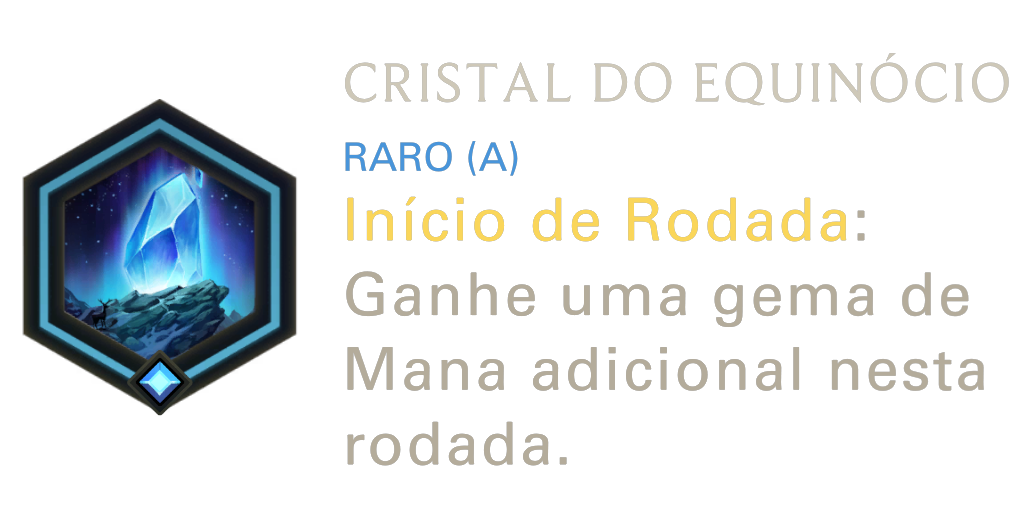 CRISTAL DO EQUINÓCIO
RARO (A)
Início de Rodada:
Ganhe uma gema de
Mana adicional nesta
rodada.